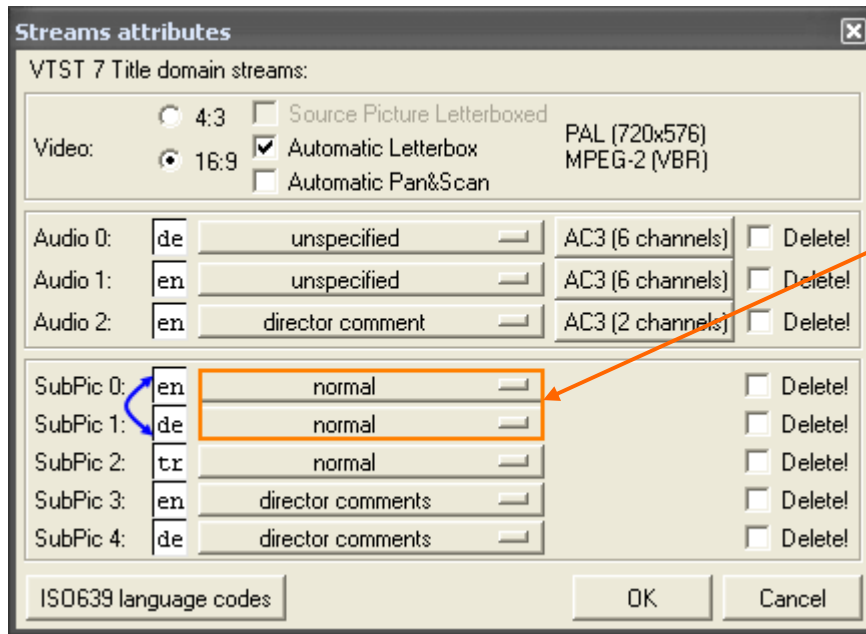 Streams attributes
VTST 7 Title domain streams:
Video:
4:3
Source Picture Letterboxed
16:9
Automatic Letterbox
Automatic Pan&Scan
PAL (720x576)
MPEG-2 (VBR)
Audio 0: de unspecified AC3 (6 channels) Delete!
Audio 1: en unspecified AC3 (6 channels) Delete!
Audio 2: en director comment AC3 (2 channels) Delete!
SubPic 0: en normal Delete!
SubPic 1: de normal Delete!
SubPic 2: tr normal Delete!
SubPic 3: en director comments Delete!
SubPic 4: de director comments Delete!
ISO639 language codes OK Cancel